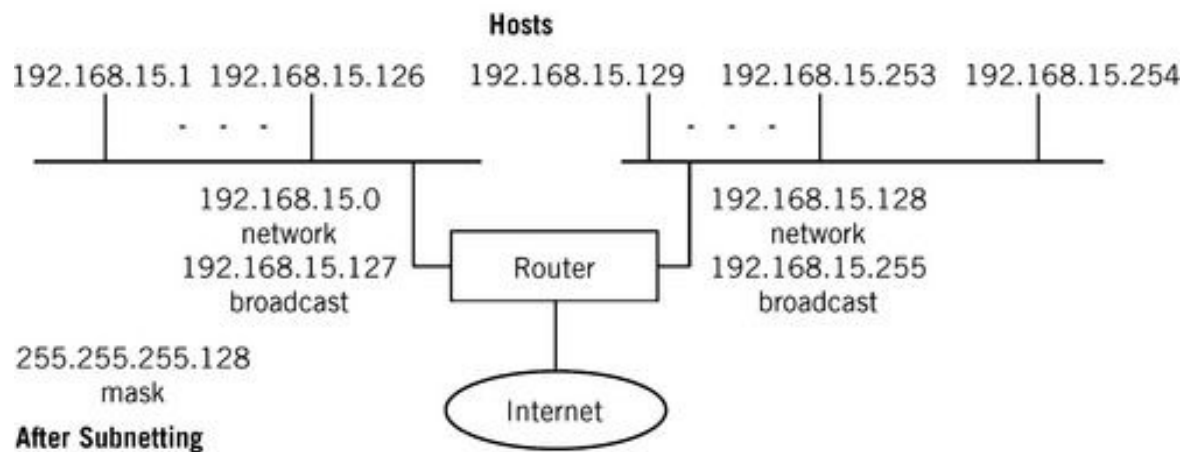 Hosts
192.168.15.1 192.168.15.126 192.168.15.129 192.168.15.253 192.168.15.254
- - - - - -
192.168.15.0
network
192.168.15.127
broadcast
Router
192.168.15.128
network
192.168.15.255
broadcast
255.255.255.128
mask
Internet
After Subnetting